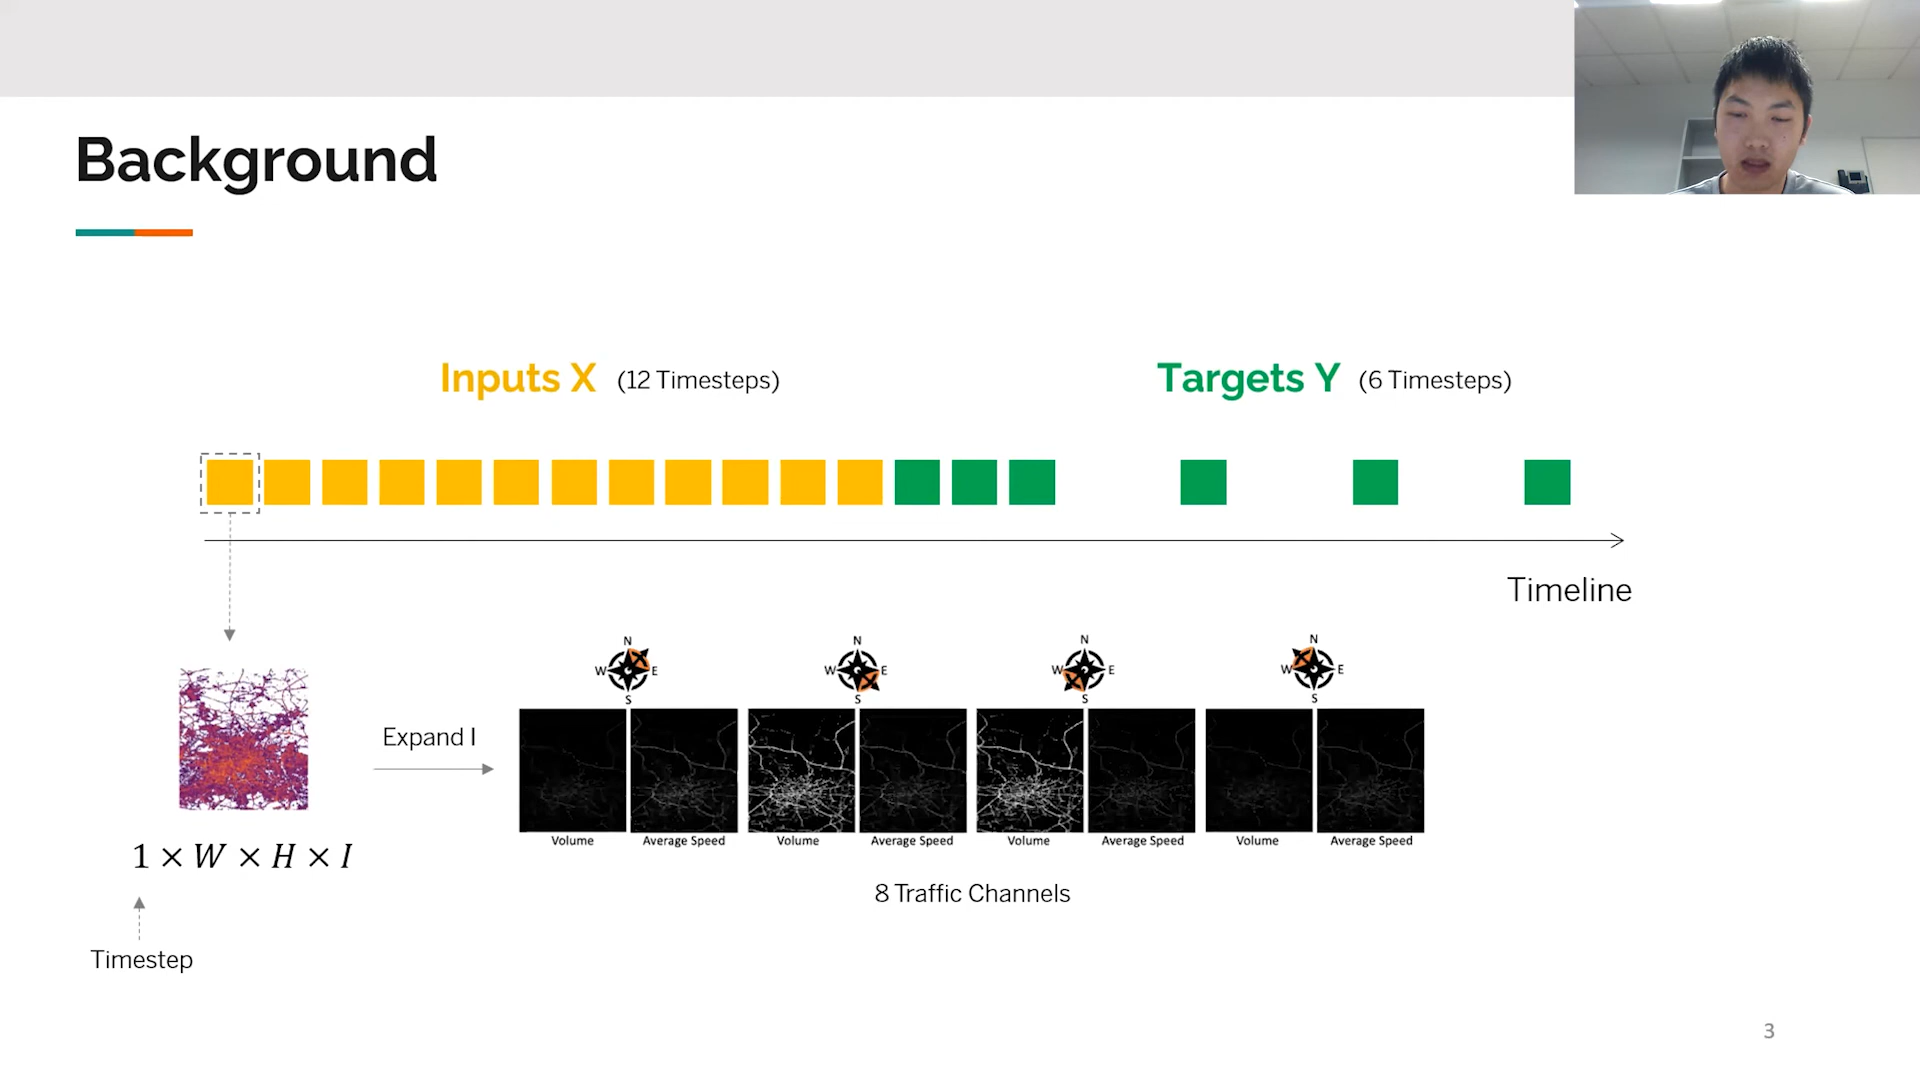 Background
Inputs X (12 Timesteps)
Targets Y (6 Timesteps)
Timeline
N
W E
S
N
W E
S
N
W E
S
N
W E
S
Expand I
Volume Average Speed Volume Average Speed Volume Average Speed Volume Average Speed
1 × W × H × I
8 Traffic Channels
Timestep
3